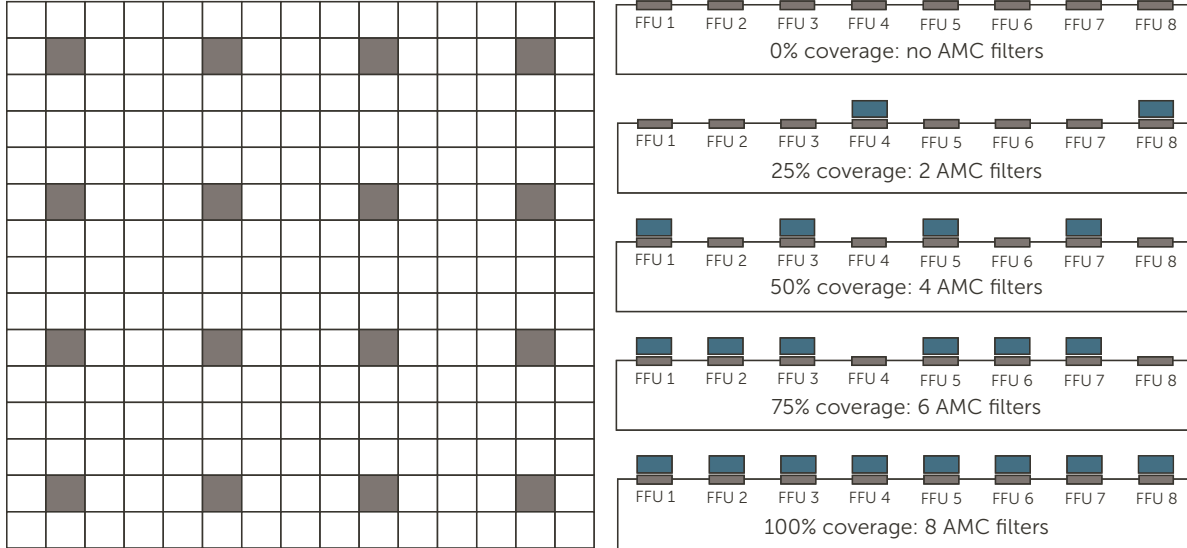 FFU 1 FFU 2 FFU 3 FFU 4 FFU 5 FFU 6 FFU 7 FFU 8
0% coverage: no AMC filters
FFU 1 FFU 2 FFU 3 FFU 4 FFU 5 FFU 6 FFU 7 FFU 8
25% coverage: 2 AMC filters
FFU 1 FFU 2 FFU 3 FFU 4 FFU 5 FFU 6 FFU 7 FFU 8
50% coverage: 4 AMC filters
FFU 1 FFU 2 FFU 3 FFU 4 FFU 5 FFU 6 FFU 7 FFU 8
75% coverage: 6 AMC filters
FFU 1 FFU 2 FFU 3 FFU 4 FFU 5 FFU 6 FFU 7 FFU 8
100% coverage: 8 AMC filters